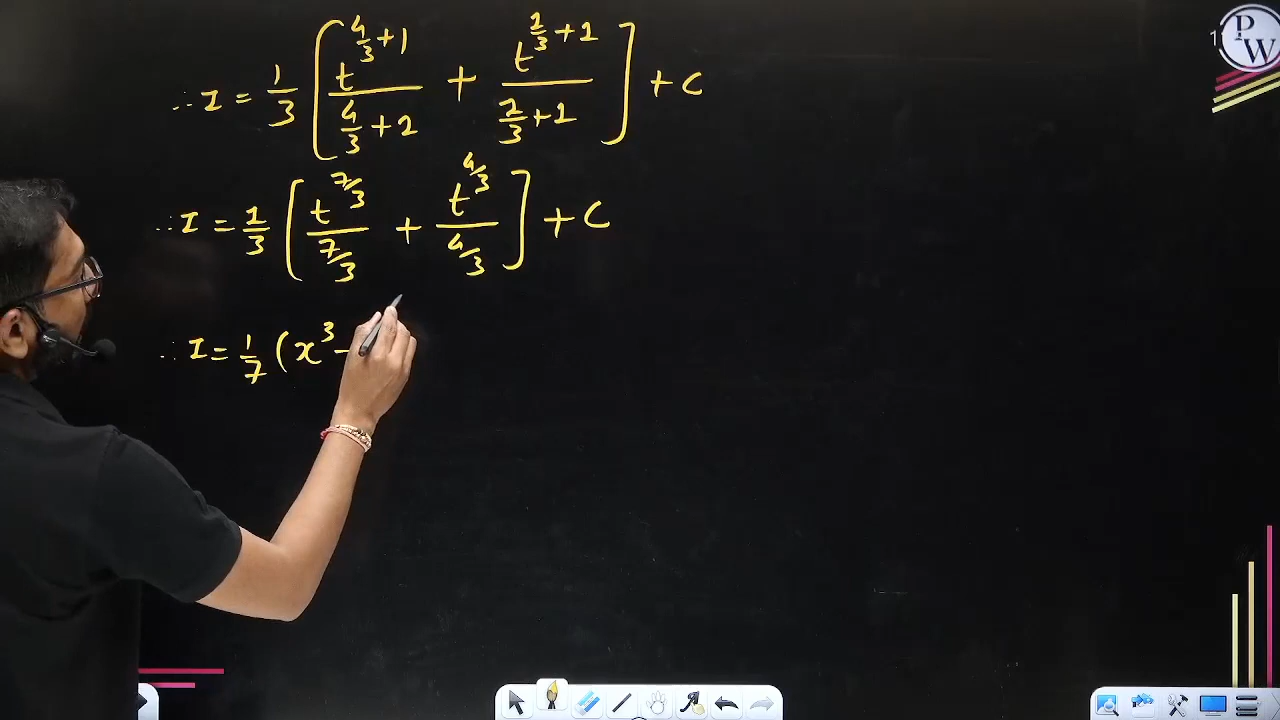 ∴ I = 1/3 [ t^(4/3 + 1) / (4/3 + 1) + t^(1/3 + 1) / (1/3 + 1) ] + C
∴ I = 1/3 [ t^(7/3) / (7/3) + t^(4/3) / (4/3) ] + C
∴ I = 1/7 (x³ -
PW